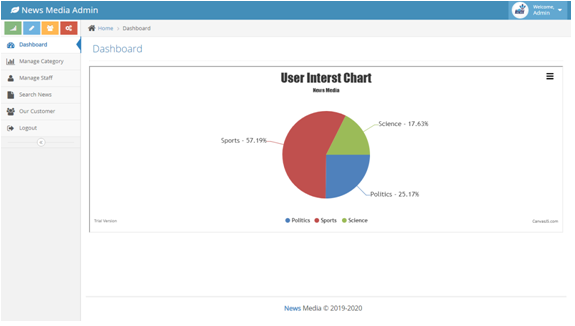 News Media Admin
Welcome,
Admin
Home > Dashboard
Dashboard
Manage Category
Manage Staff
Search News
Our Customer
Logout
Dashboard
User Interst Chart
News Media
Science - 17.63%
Sports - 57.19%
Politics - 25.17%
Trial Version
Politics Sports Science
CanvasJS.com
News Media © 2019-2020